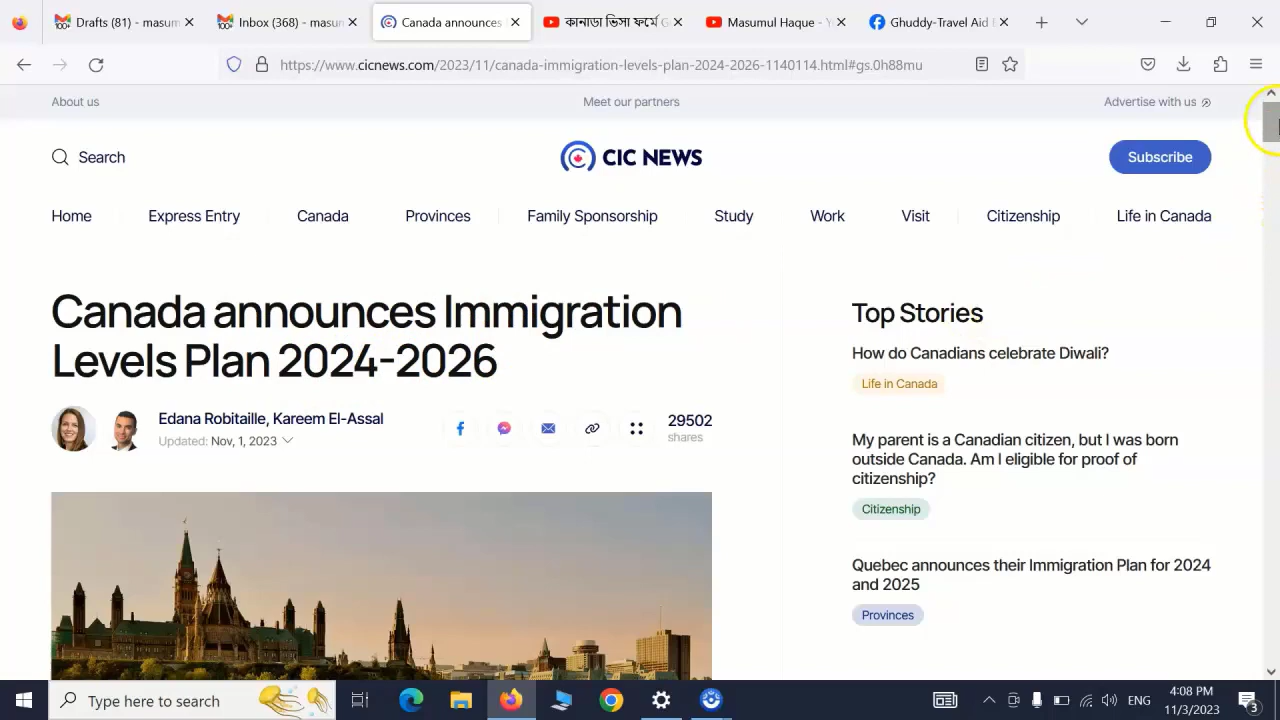 Drafts (81) - masum
Inbox (368) - masum
Canada announces
কানাডা ভিসা ফর্মে G
Masumul Haque - Y
Ghuddy-Travel Aid
https://www.cicnews.com/2023/11/canada-immigration-levels-plan-2024-2026-1140114.html#gs.0h88mu
About us
Meet our partners
Advertise with us
Search
CIC NEWS
Subscribe
Home
Express Entry
Canada
Provinces
Family Sponsorship
Study
Work
Visit
Citizenship
Life in Canada
Canada announces Immigration
Levels Plan 2024-2026
Edana Robitaille, Kareem El-Assal
Updated: Nov, 1, 2023
29502
shares
Top Stories
How do Canadians celebrate Diwali?
Life in Canada
My parent is a Canadian citizen, but I was born
outside Canada. Am I eligible for proof of
citizenship?
Citizenship
Quebec announces their Immigration Plan for 2024
and 2025
Provinces
Type here to search
ENG
4:08 PM
11/3/2023
3